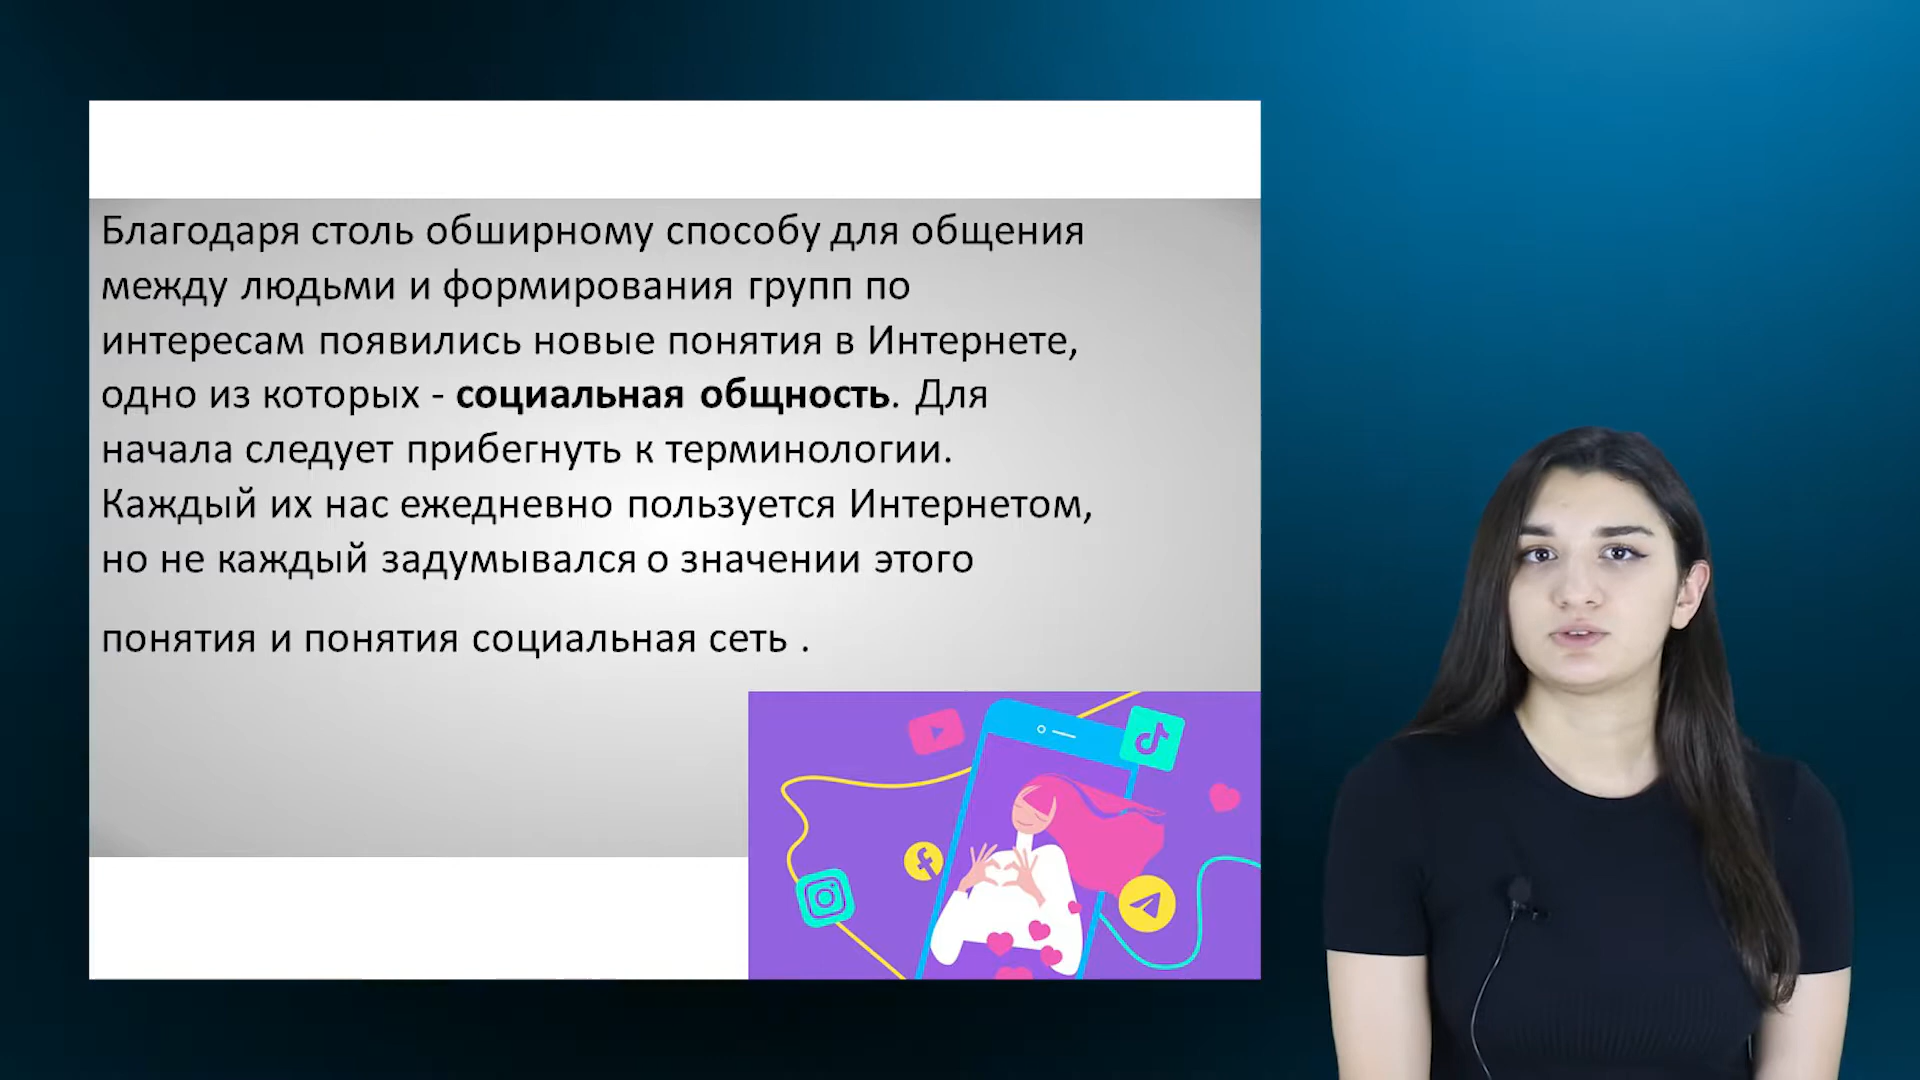 Благодаря столь обширному способу для общения
между людьми и формирования групп по
интересам появились новые понятия в Интернете,
одно из которых - социальная общность. Для
начала следует прибегнуть к терминологии.
Каждый их нас ежедневно пользуется Интернетом,
но не каждый задумывался о значении этого
понятия и понятия социальная сеть .